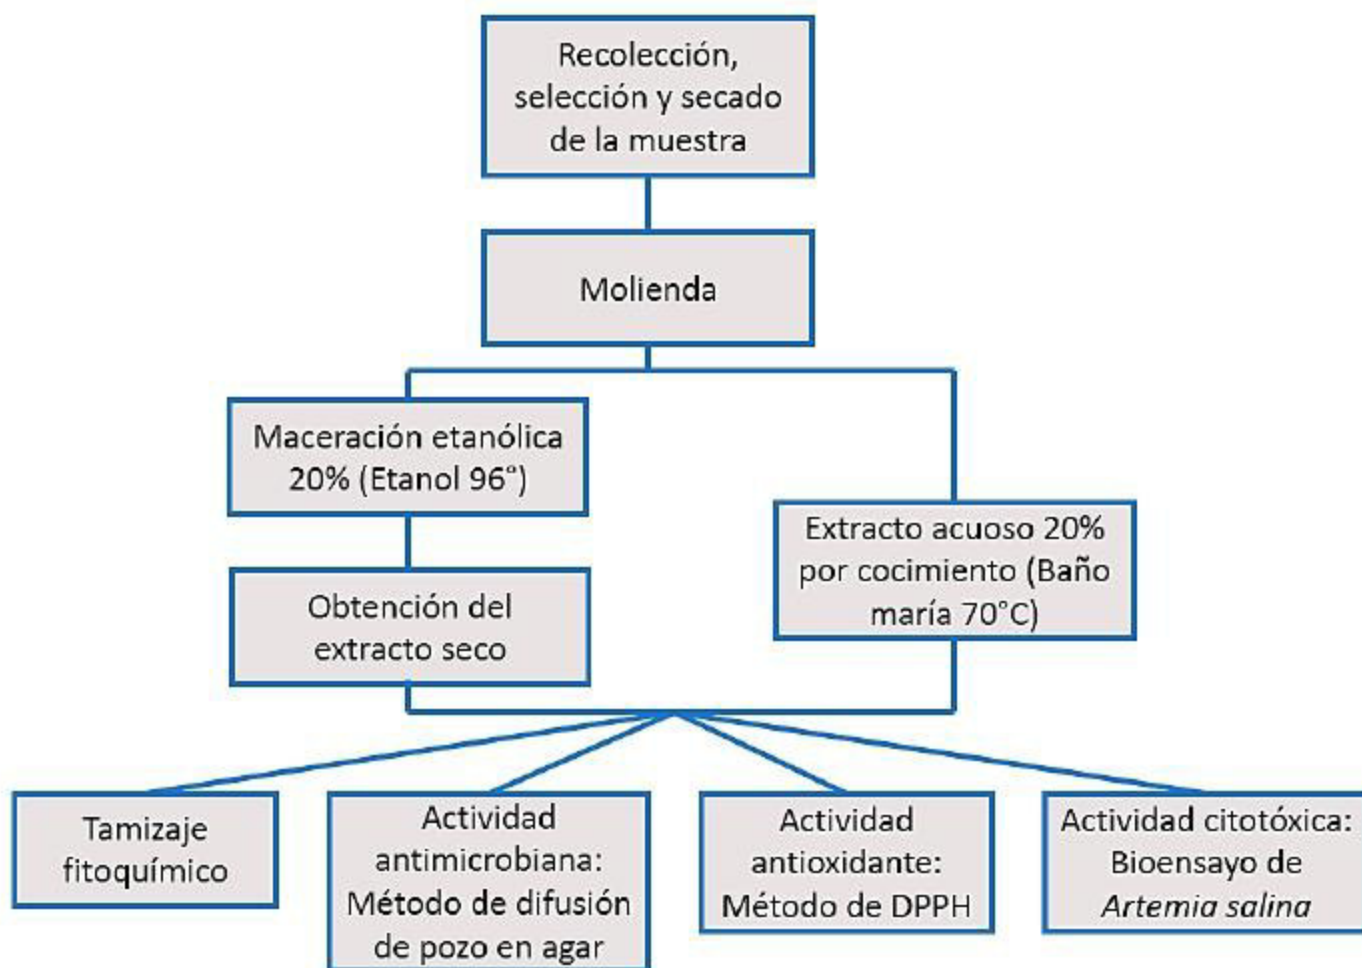 Recolección,
selección y secado
de la muestra
Molienda
Maceración etanólica
20% (Etanol 96°)
Obtención del
extracto seco
Extracto acuoso 20%
por cocimiento (Baño
maría 70°C)
Tamizaje
fitoquímico
Actividad
antimicrobiana:
Método de difusión
de pozo en agar
Actividad
antioxidante:
Método de DPPH
Actividad citotóxica:
Bioensayo de
Artemia salina